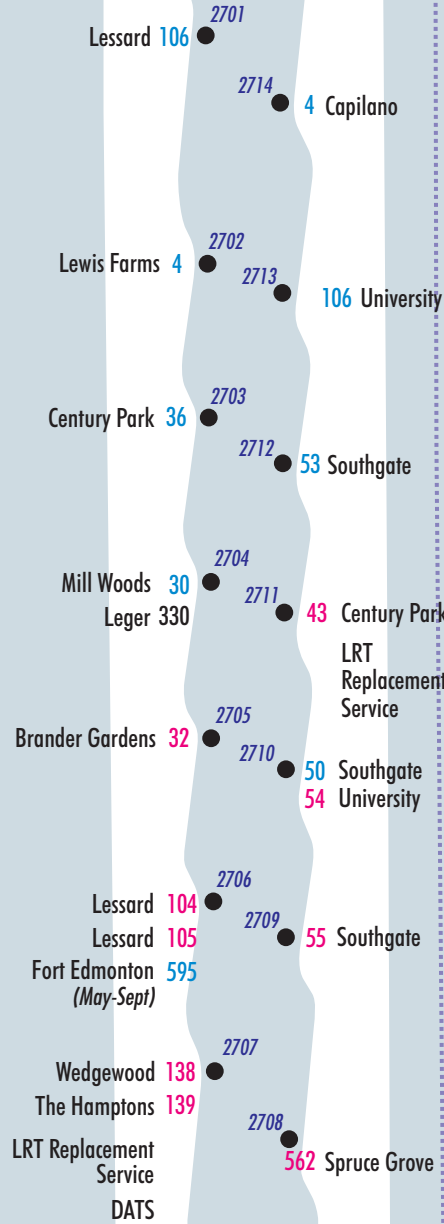 2701
Lessard 106
2714
4 Capilano
2702
Lewis Farms 4
2713
106 University
2703
Century Park 36
2712
53 Southgate
2704
Mill Woods 30
Leger 330
2711
43 Century Park
LRT
Replacement
Service
2705
Brander Gardens 32
2710
50 Southgate
54 University
2706
Lessard 104
Lessard 105
Fort Edmonton 595
(May-Sept)
2709
55 Southgate
2707
Wedgewood 138
The Hamptons 139
LRT Replacement
Service
DATS
2708
562 Spruce Grove